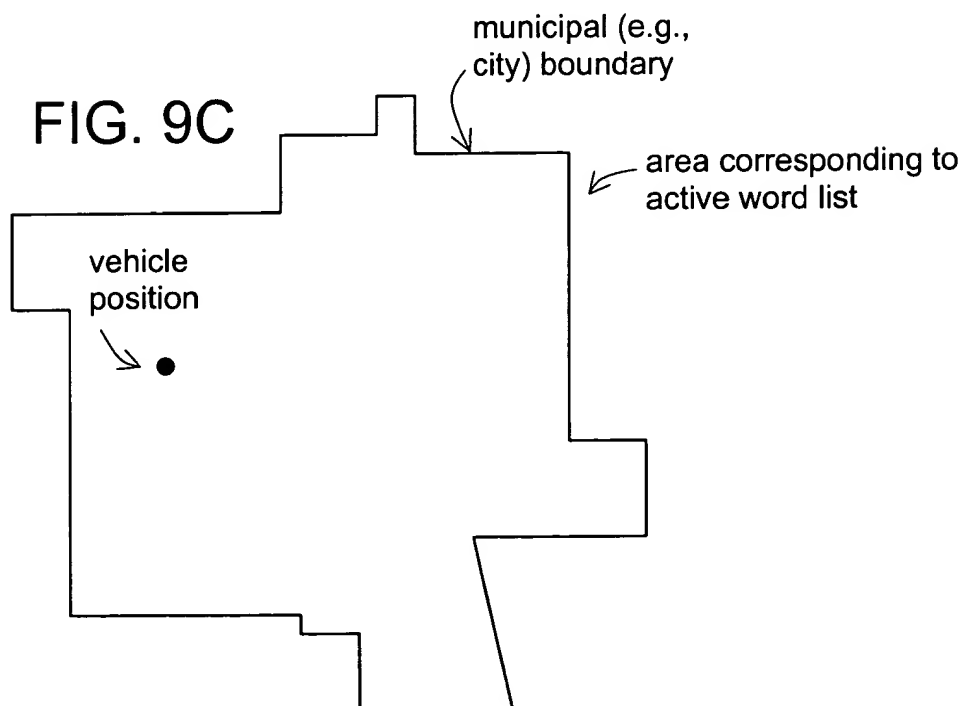 municipal (e.g.,
city) boundary
FIG. 9C
area corresponding to
active word list
vehicle
position